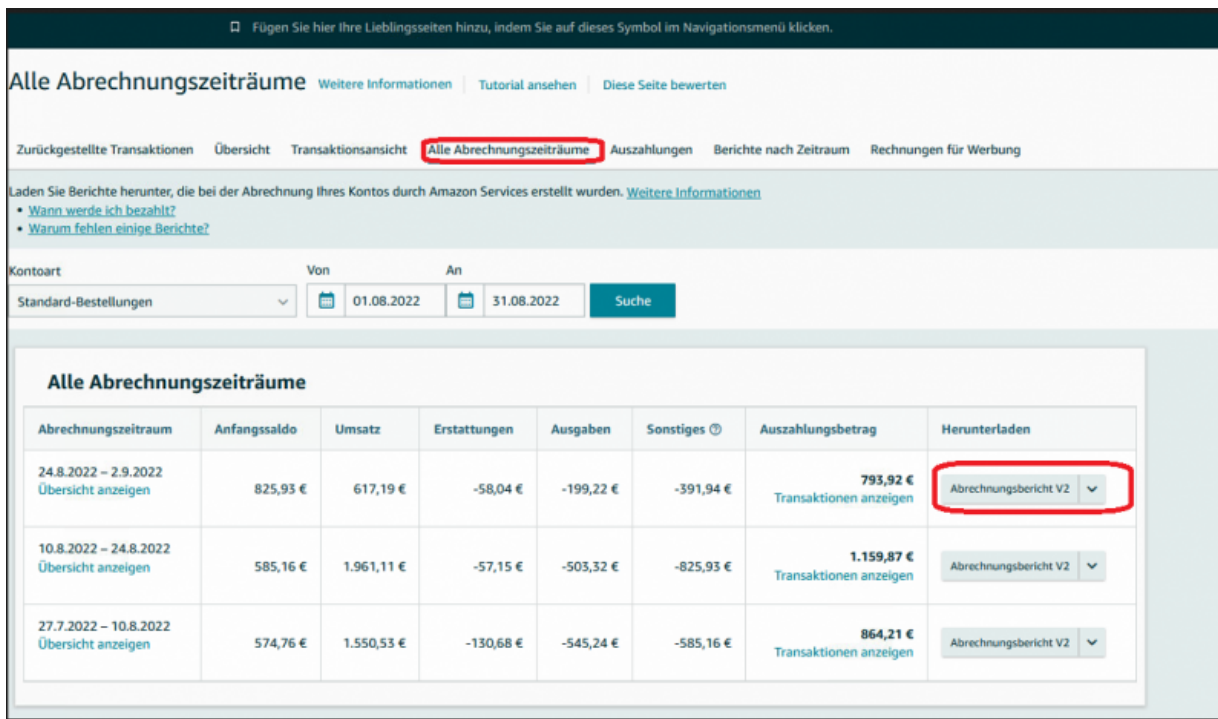 Fügen Sie hier Ihre Lieblingsseiten hinzu, indem Sie auf dieses Symbol im Navigationsmenü klicken.
Alle Abrechnungszeiträume Weitere Informationen Tutorial ansehen Diese Seite bewerten
Zurückgestellte Transaktionen Übersicht Transaktionsansicht Alle Abrechnungszeiträume Auszahlungen Berichte nach Zeitraum Rechnungen für Werbung
Laden Sie Berichte herunter, die bei der Abrechnung Ihres Kontos durch Amazon Services erstellt wurden. Weitere Informationen
• Wann werde ich bezahlt?
• Warum fehlen einige Berichte?
Kontoart Von An
Standard-Bestellungen 01.08.2022 31.08.2022 Suche
Alle Abrechnungszeiträume
Abrechnungszeitraum Anfangssaldo Umsatz Erstattungen Ausgaben Sonstiges Auszahlungsbetrag Herunterladen
24.8.2022 – 2.9.2022
Übersicht anzeigen 825,93 € 617,19 € -58,04 € -199,22 € -391,94 € 793,92 € Abrechnungsbericht V2
Transaktionen anzeigen
10.8.2022 – 24.8.2022
Übersicht anzeigen 585,16 € 1.961,11 € -57,15 € -503,32 € -825,93 € 1.159,87 € Abrechnungsbericht V2
Transaktionen anzeigen
27.7.2022 – 10.8.2022
Übersicht anzeigen 574,76 € 1.550,53 € -130,68 € -545,24 € -585,16 € 864,21 € Abrechnungsbericht V2
Transaktionen anzeigen